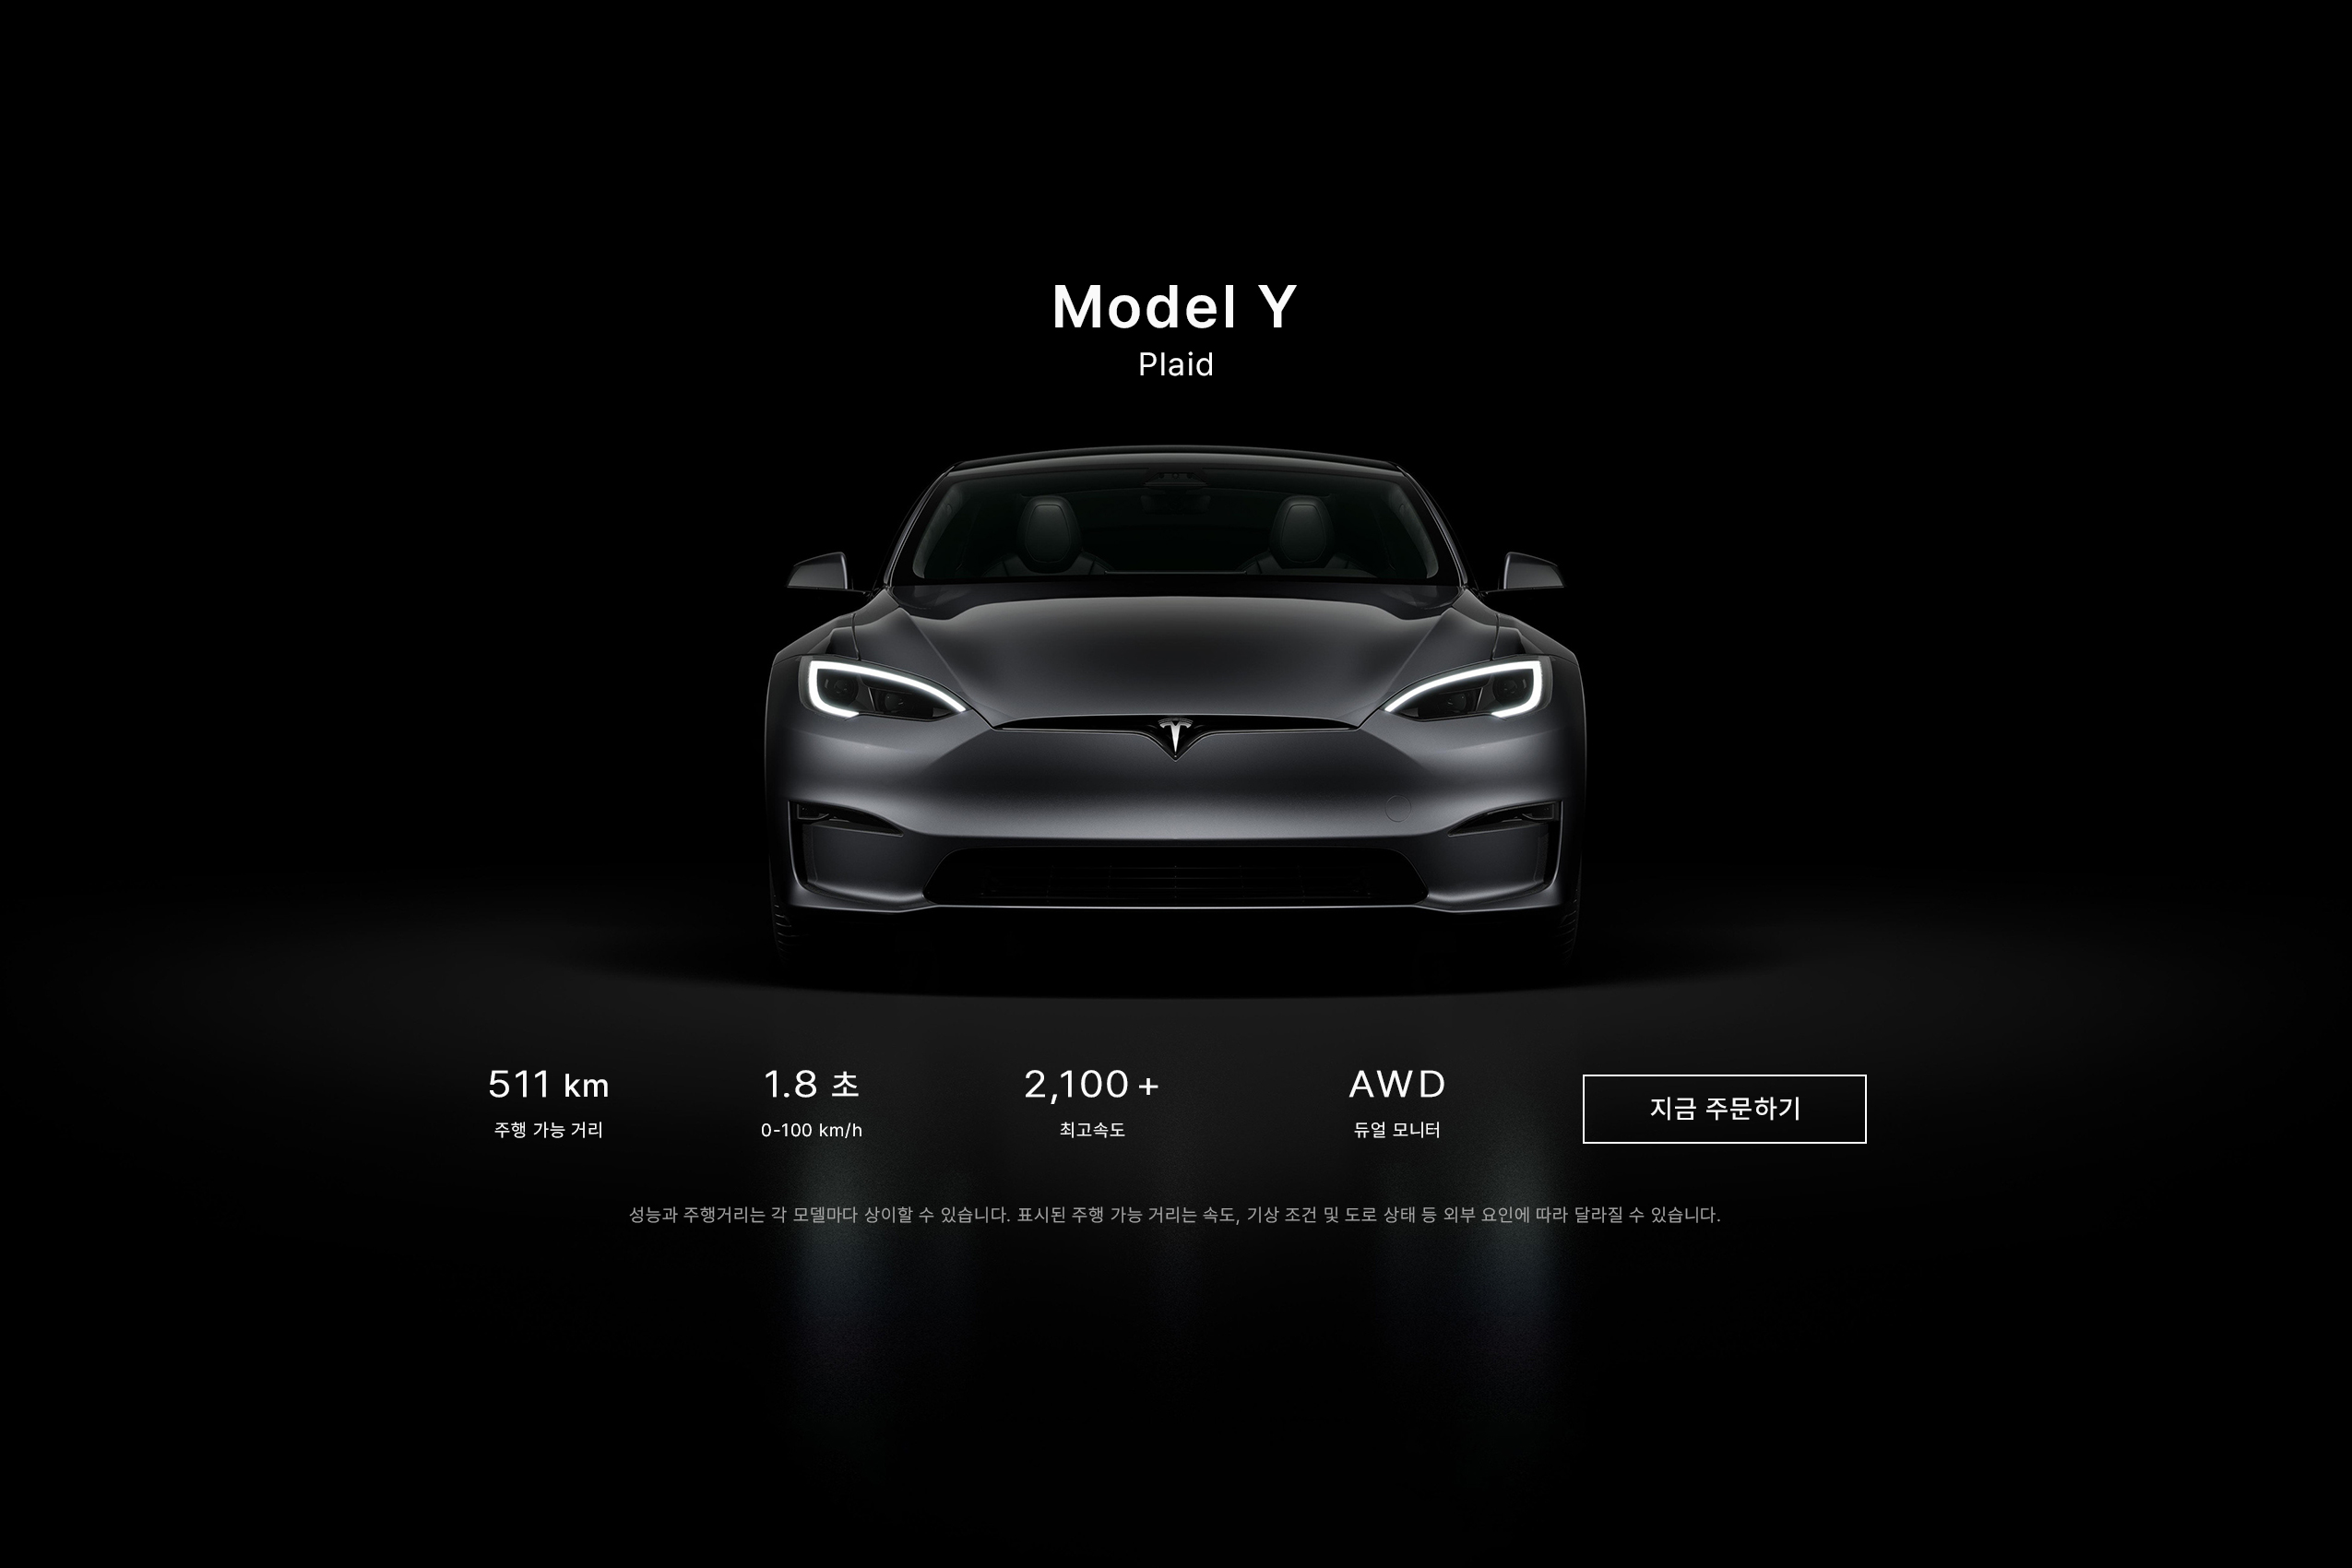 Model Y
Plaid
511 km
주행 가능 거리
1.8 초
0-100 km/h
2,100+
최고속도
AWD
듀얼 모니터
지금 주문하기
성능과 주행거리는 각 모델마다 상이할 수 있습니다. 표시된 주행 가능 거리는 속도, 기상 조건 및 도로 상태 등 외부 요인에 따라 달라질 수 있습니다.